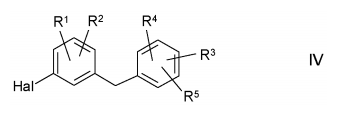 R¹ R² R⁴
R³ IV
Hal
R⁵